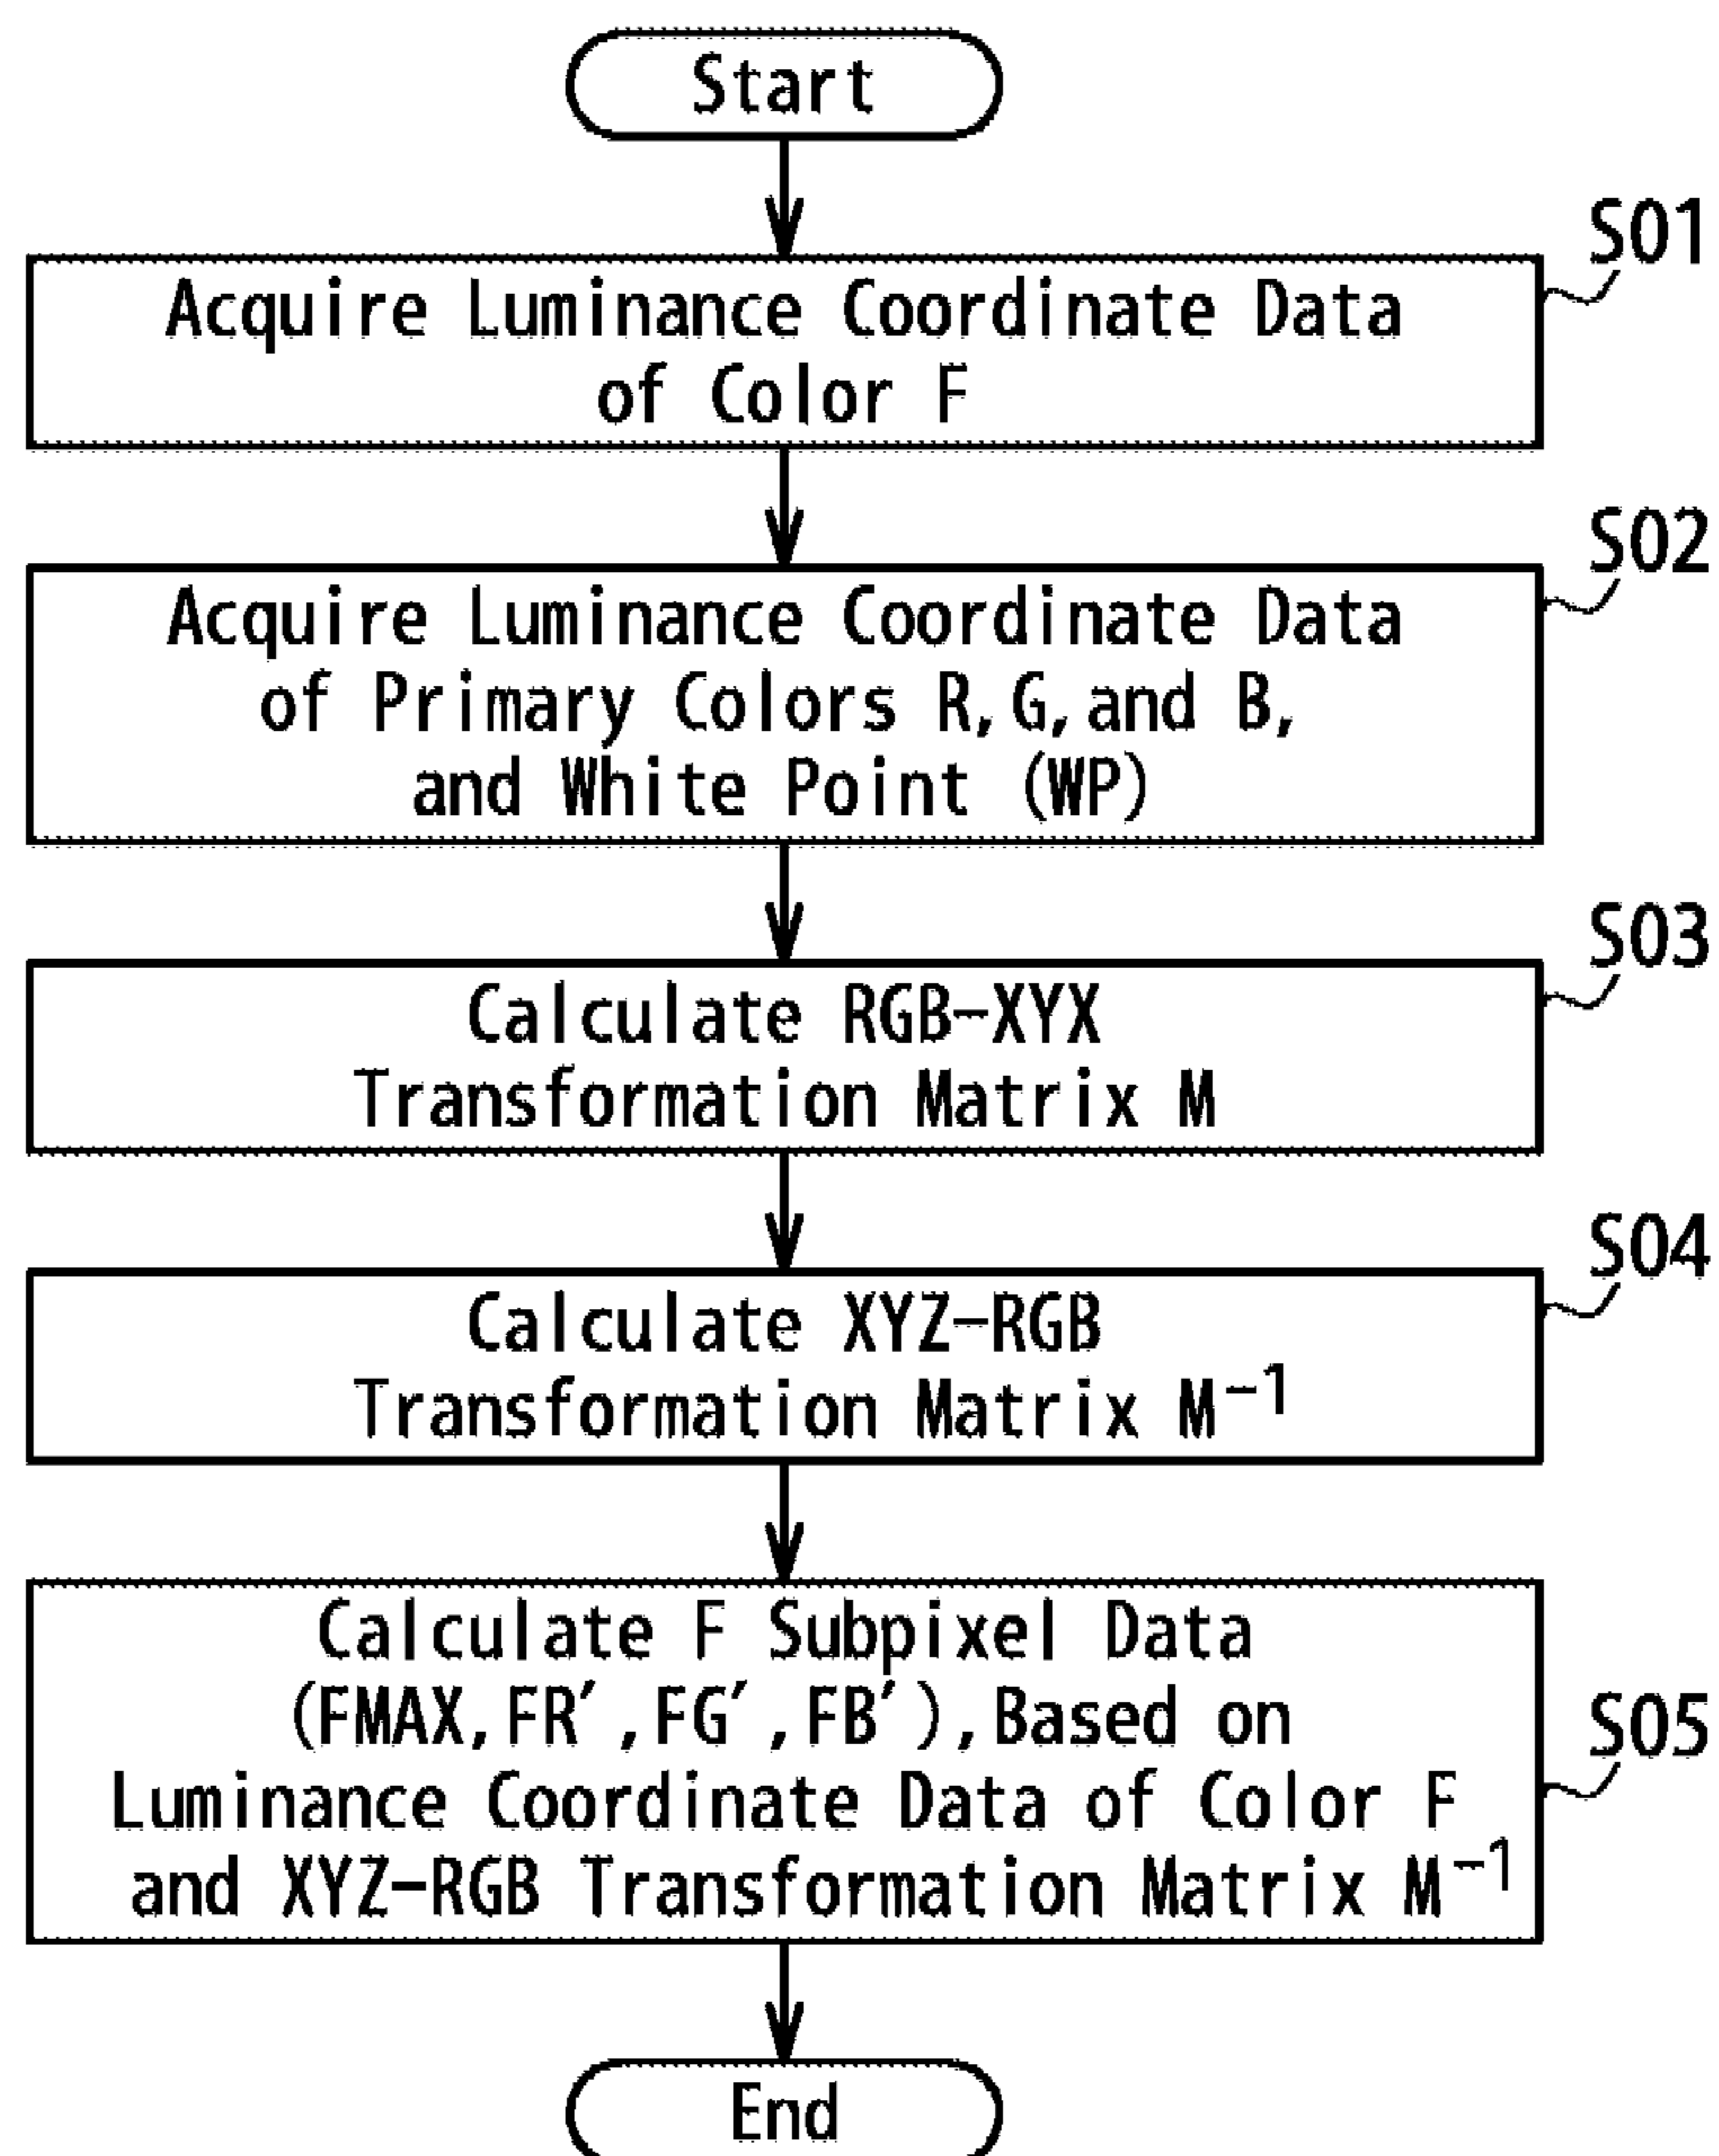 Start
S01
Acquire Luminance Coordinate Data
of Color F
S02
Acquire Luminance Coordinate Data
of Primary Colors R, G, and B,
and White Point (WP)
S03
Calculate RGB-XYX
Transformation Matrix M
S04
Calculate XYZ-RGB
Transformation Matrix M⁻¹
S05
Calculate F Subpixel Data
(FMAX, FR′, FG′, FB′), Based on
Luminance Coordinate Data of Color F
and XYZ-RGB Transformation Matrix M⁻¹
End